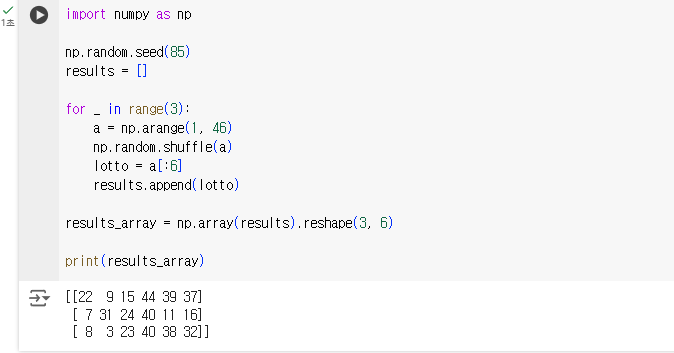 import numpy as np
1초
np.random.seed(85)
results = []
for _ in range(3):
    a = np.arange(1, 46)
    np.random.shuffle(a)
    lotto = a[:6]
    results.append(lotto)
results_array = np.array(results).reshape(3, 6)
print(results_array)
[[22  9 15 44 39 37]
 [ 7 31 24 40 11 16]
 [ 8  3 23 40 38 32]]